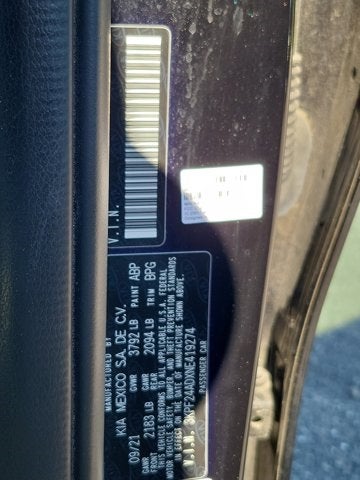 MANUFACTURED BY
KIA MEXICO S.A. DE C.V.
09/21 GVWR 3792 LB PAINT ABP
GAWR FRONT 2183 LB GAWR REAR 2094 LB TRIM BPG
THIS VEHICLE CONFORMS TO ALL APPLICABLE U.S.A. FEDERAL
MOTOR VEHICLE SAFETY, BUMPER, AND THEFT PREVENTION STANDARDS
IN EFFECT ON THE DATE OF MANUFACTURE SHOWN ABOVE.
V.I.N.: 3KPF24ADXNE419274
PASSENGER CAR
V.I.N.